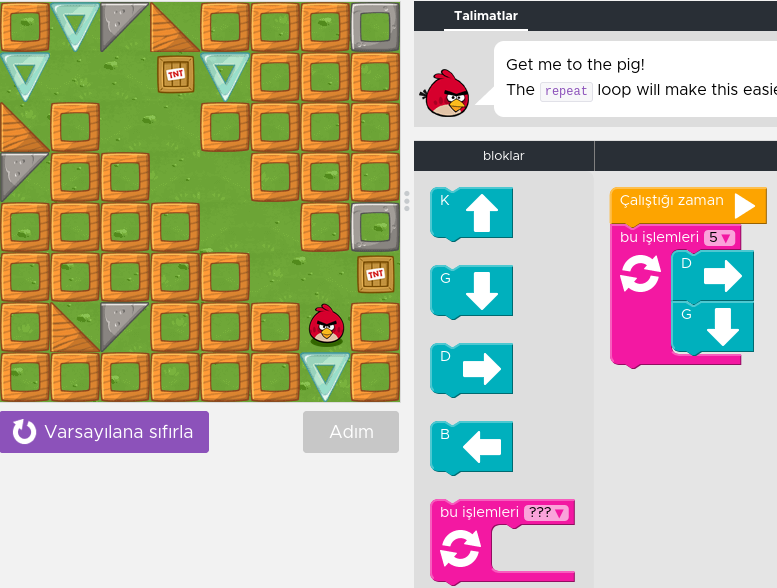 Talimatlar
Get me to the pig!
The repeat loop will make this easie
bloklar
TNT
TNT
K
G
D
B
bu işlemleri ???
Çalıştığı zaman
bu işlemleri 5
D
G
Varsayılana sıfırla
Adım